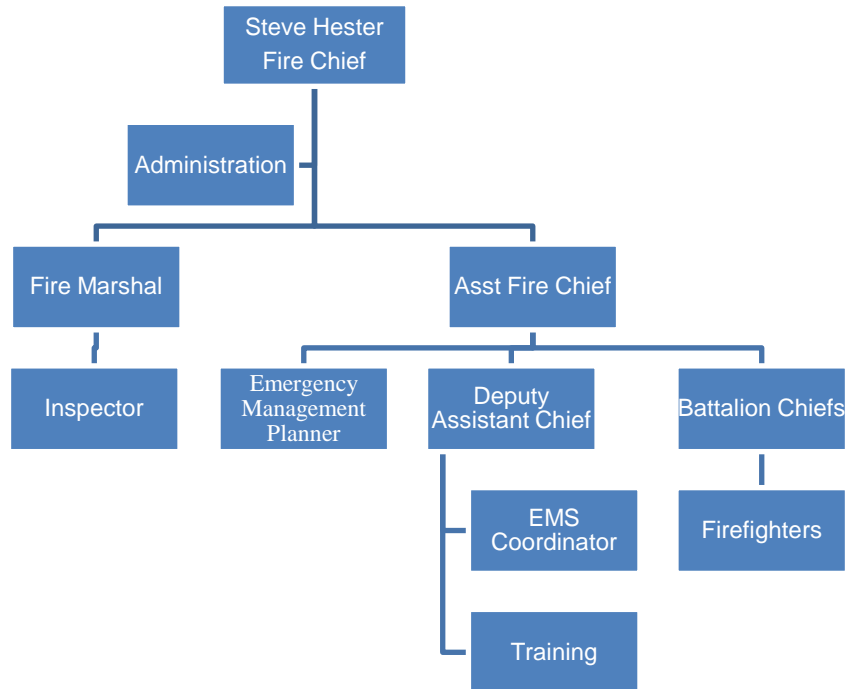 Steve Hester
Fire Chief
Administration
Fire Marshal
Asst Fire Chief
Inspector
Emergency
Management
Planner
Deputy
Assistant Chief
Battalion Chiefs
EMS
Coordinator
Firefighters
Training